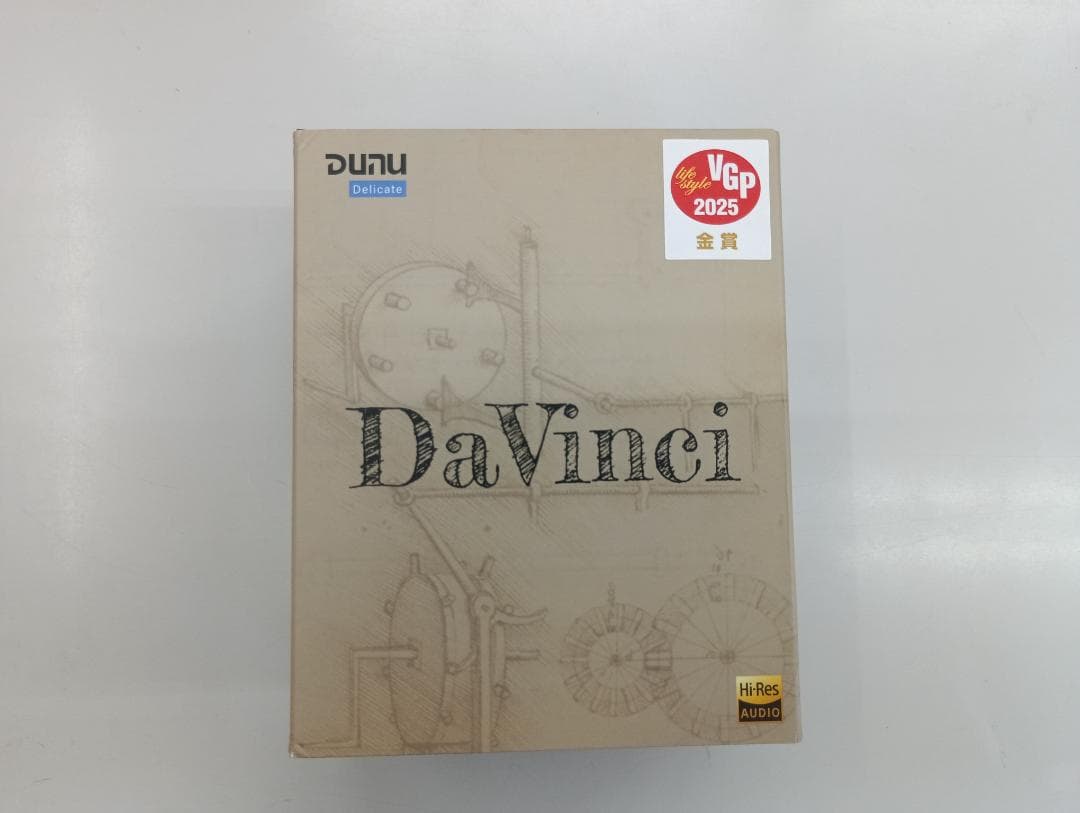 DUNU
Delicate
life
style
VGP
2025
金賞
DaVinci
Hi-Res
AUDIO